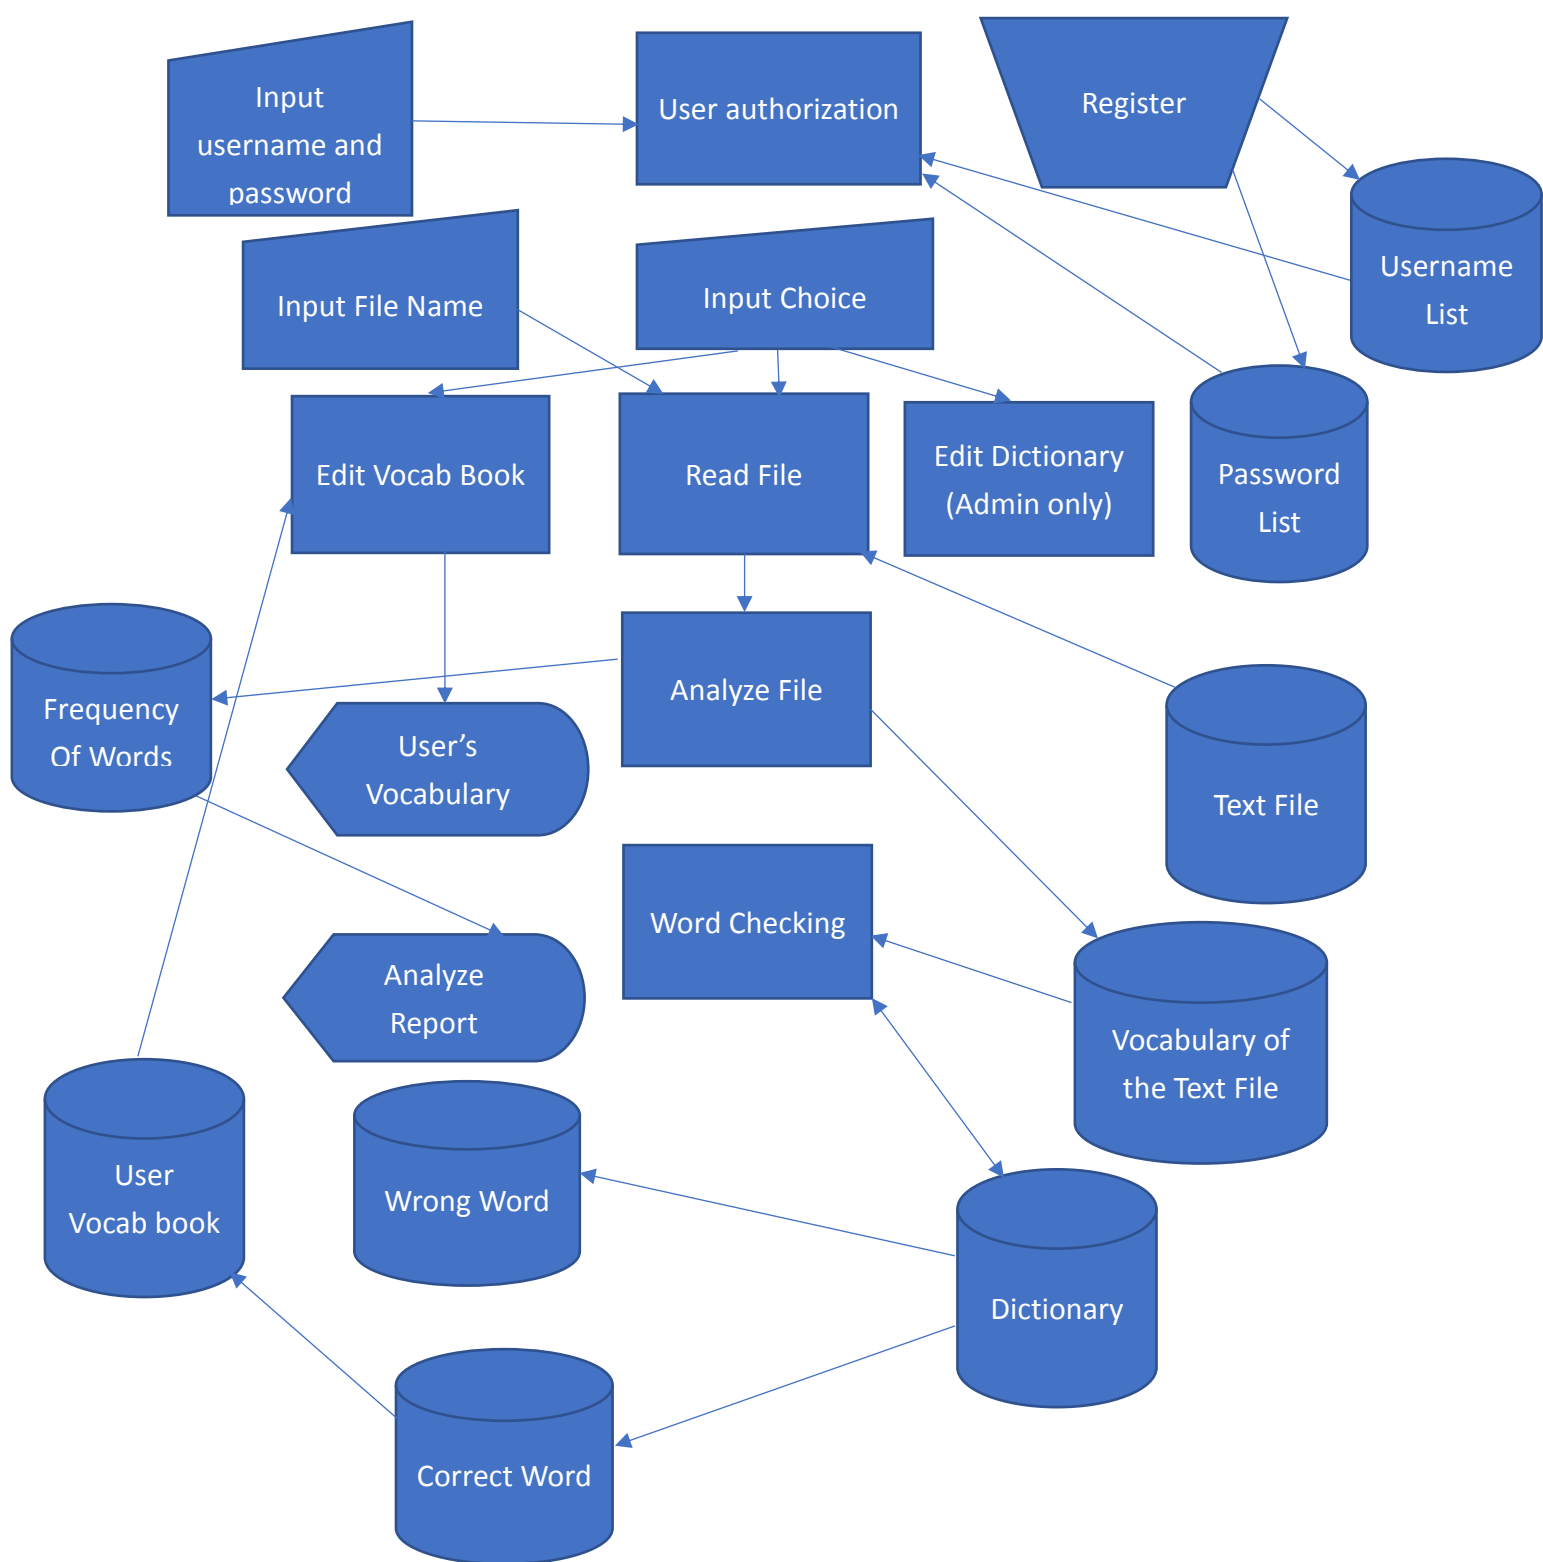 Input
username and
password
User authorization
Register
Username
List
Input File Name
Input Choice
Edit Vocab Book
Read File
Edit Dictionary
(Admin only)
Password
List
Frequency
Of Words
User’s
Vocabulary
Analyze File
Text File
Word Checking
Analyze
Report
Vocabulary of
the Text File
User
Vocab book
Wrong Word
Dictionary
Correct Word